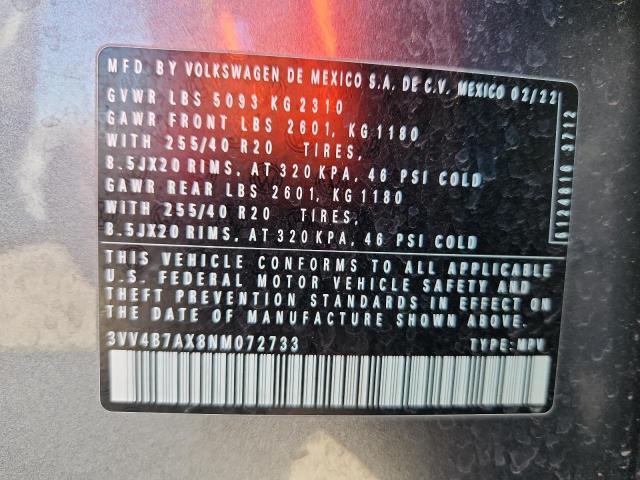 MFD BY VOLKSWAGEN DE MEXICO S.A. DE C.V. MEXICO 02/22
GVWR LBS 5093 KG 2310
GAWR FRONT LBS 2601, KG 1180
WITH 255/40 R20 TIRES,
8.5JX20 RIMS, AT 320 KPA, 46 PSI COLD
GAWR REAR LBS 2601, KG 1180
WITH 255/40 R20 TIRES,
8.5JX20 RIMS, AT 320 KPA, 46 PSI COLD
THIS VEHICLE CONFORMS TO ALL APPLICABLE
U.S. FEDERAL MOTOR VEHICLE SAFETY AND
THEFT PREVENTION STANDARDS IN EFFECT ON
THE DATE OF MANUFACTURE SHOWN ABOVE.
3VV4B7AX8NM072733 TYPE: MPV
6124810 3712